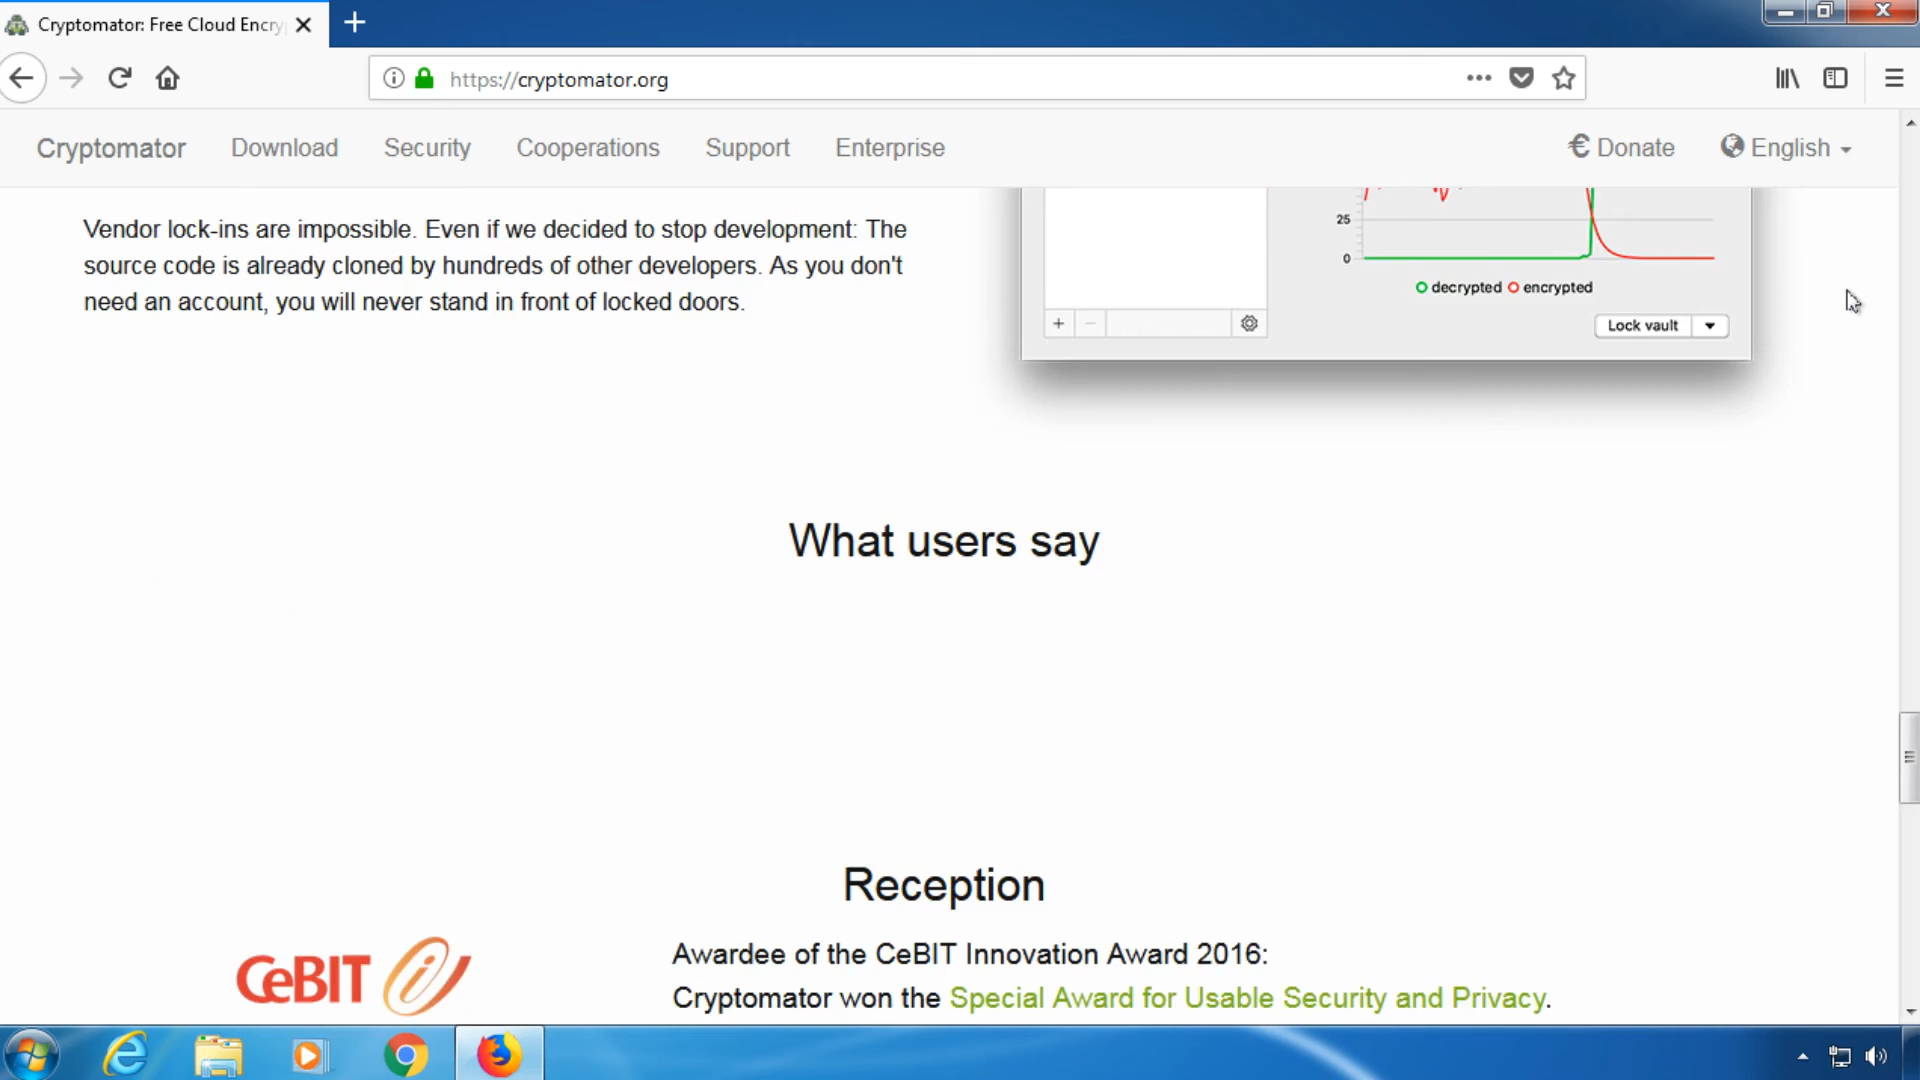 Cryptomator: Free Cloud Encry
https://cryptomator.org
Cryptomator Download Security Cooperations Support Enterprise € Donate English
Vendor lock-ins are impossible. Even if we decided to stop development: The
source code is already cloned by hundreds of other developers. As you don't
need an account, you will never stand in front of locked doors.
25
0
decrypted encrypted
Lock vault
What users say
Reception
CeBIT
Awardee of the CeBIT Innovation Award 2016:
Cryptomator won the Special Award for Usable Security and Privacy.